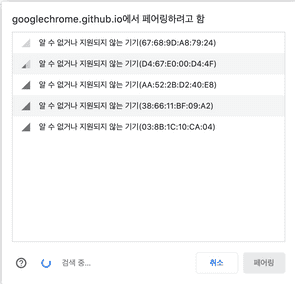 googlechrome.github.io에서 페어링하려고 함
알 수 없거나 지원되지 않는 기기(67:68:9D:A8:79:24)
알 수 없거나 지원되지 않는 기기(D4:67:E0:00:D4:4F)
알 수 없거나 지원되지 않는 기기(AA:52:2B:D2:40:E8)
알 수 없거나 지원되지 않는 기기(38:66:11:BF:09:A2)
알 수 없거나 지원되지 않는 기기(03:8B:1C:10:CA:04)
검색 중... 취소 페어링